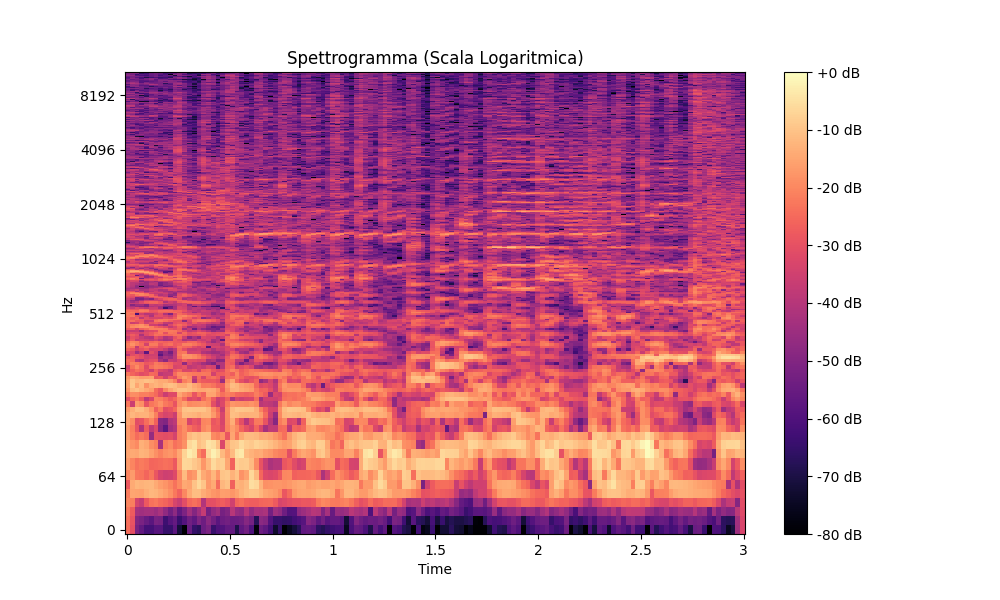 Spettrogramma (Scala Logaritmica)
Hz
8192
4096
2048
1024
512
256
128
64
0
0
0.5
1
1.5
2
2.5
3
Time
+0 dB
-10 dB
-20 dB
-30 dB
-40 dB
-50 dB
-60 dB
-70 dB
-80 dB